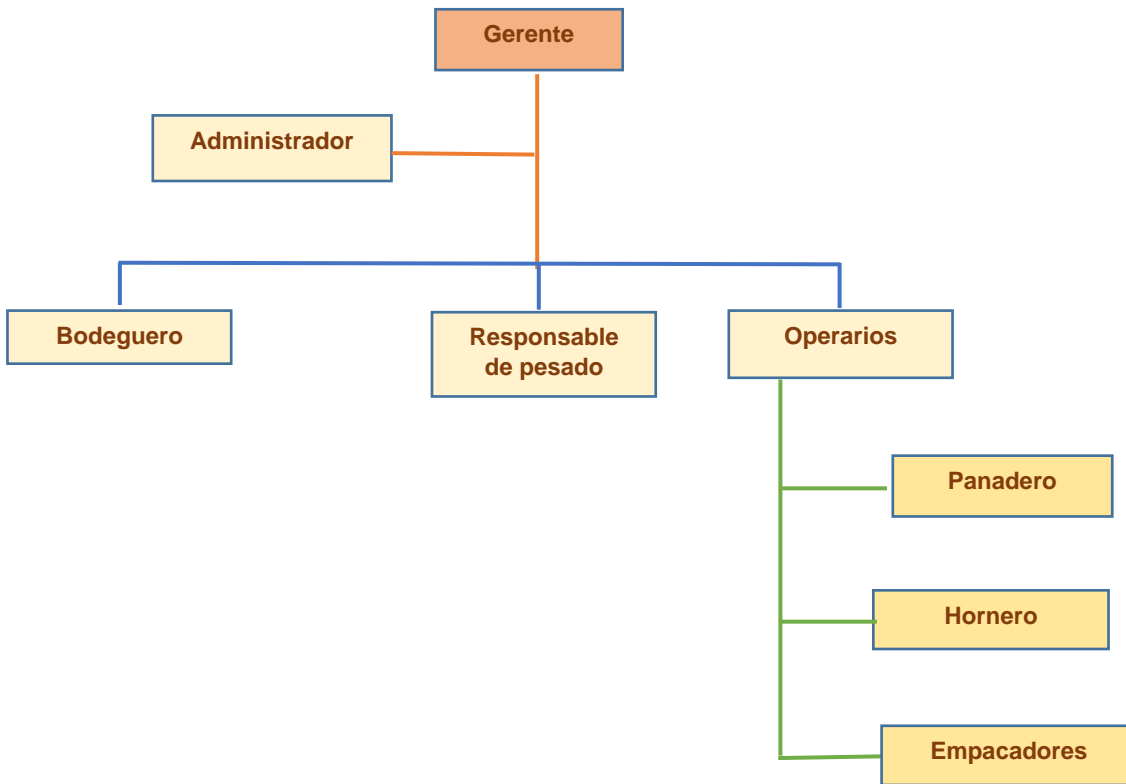 Gerente
Administrador
Bodeguero
Responsable
de pesado
Operarios
Panadero
Hornero
Empacadores